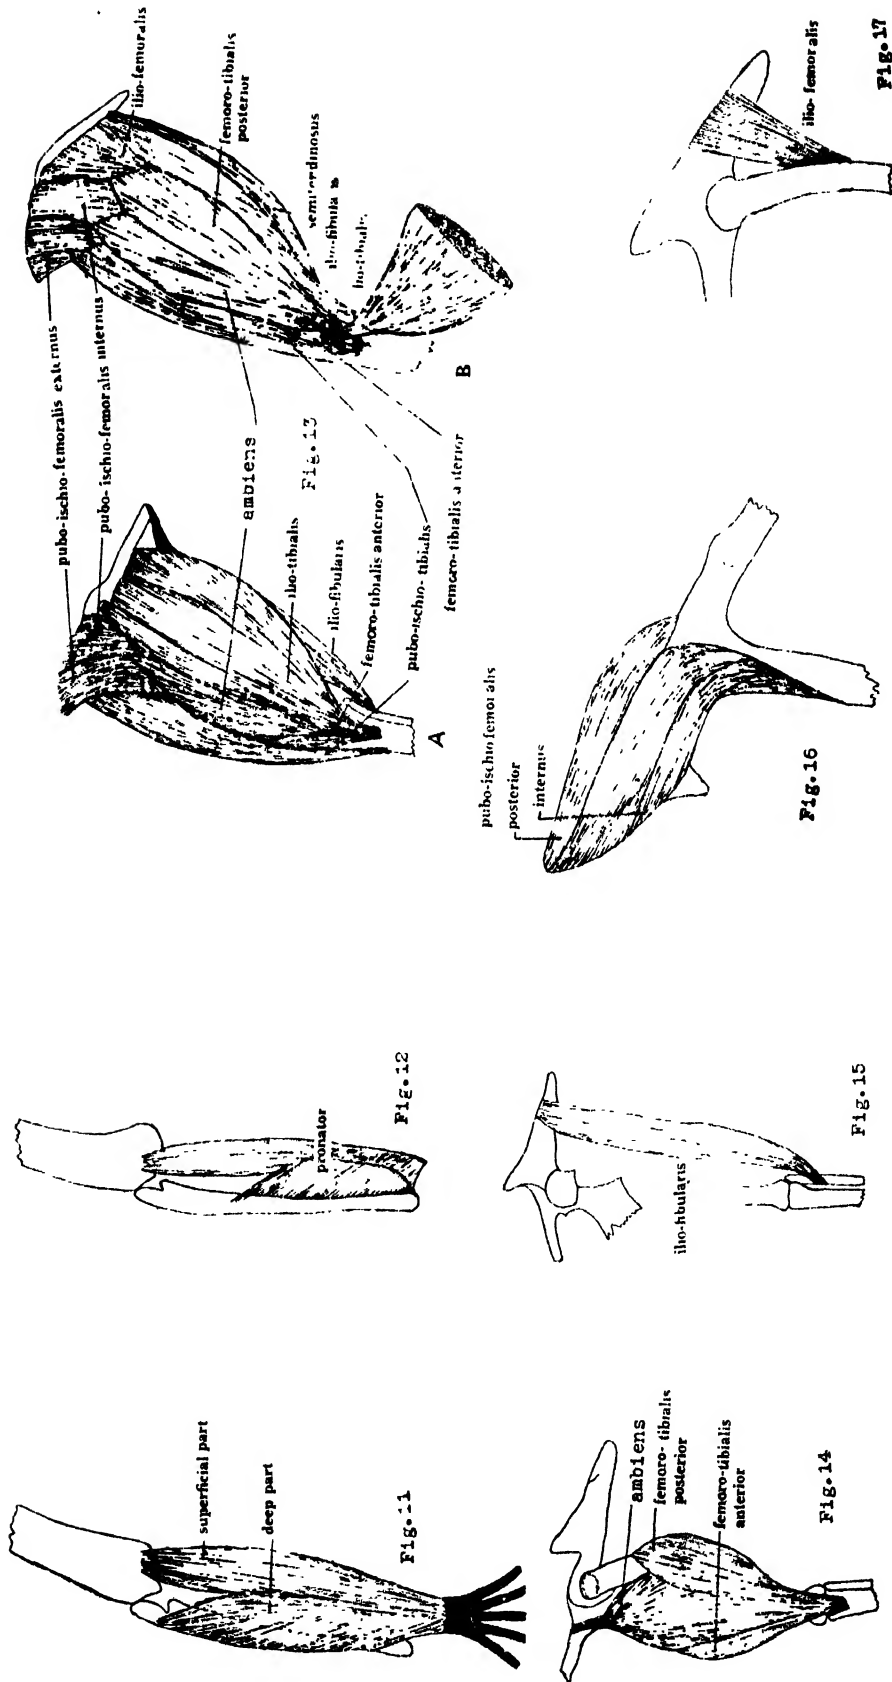 superficial part
deep part
Fig.11
pronator
Fig.12
pubo-ischio-femoralis externus
pubo-ischio-femoralis internus
ambiens
ilio-tibialis
ilio-fibularis
femoro-tibialis anterior
pubo-ischio-tibialis
A
Fig.13
ilio-femoralis
femoro-tibialis
posterior
femoro-tibialis
B
ambiens
femoro-tibialis
posterior
femoro-tibialis
anterior
Fig.14
ilio-fibularis
Fig.15
pubo-ischio femoralis
posterior
internus
Fig.16
ilio-femoralis
Fig.17